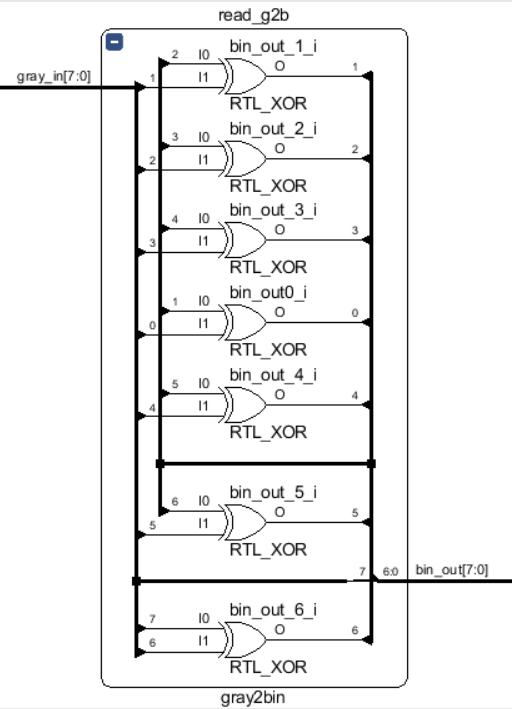 read_g2b
gray_in[7:0]
bin_out_1_i
2 I0 O 1
1 I1
RTL_XOR
bin_out_2_i
3 I0 O 2
2 I1
RTL_XOR
bin_out_3_i
4 I0 O 3
3 I1
RTL_XOR
bin_out0_i
1 I0 O 0
0 I1
RTL_XOR
bin_out_4_i
5 I0 O 4
4 I1
RTL_XOR
bin_out_5_i
6 I0 O 5
5 I1
RTL_XOR
7 6:0 bin_out[7:0]
bin_out_6_i
7 I0 O 6
6 I1
RTL_XOR
gray2bin